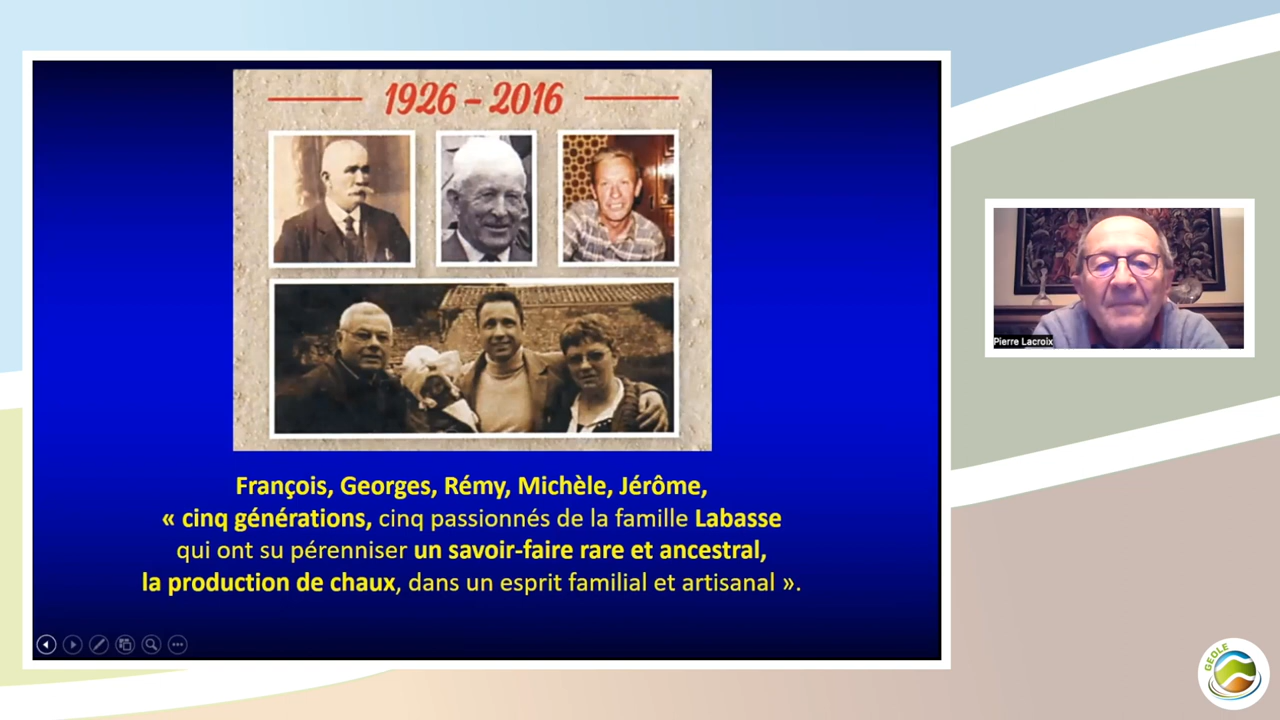 1926 - 2016
François, Georges, Rémy, Michèle, Jérôme,
« cinq générations, cinq passionnés de la famille Labasse
qui ont su pérenniser un savoir-faire rare et ancestral,
la production de chaux, dans un esprit familial et artisanal ».
Pierre Lacroix
GEOLE